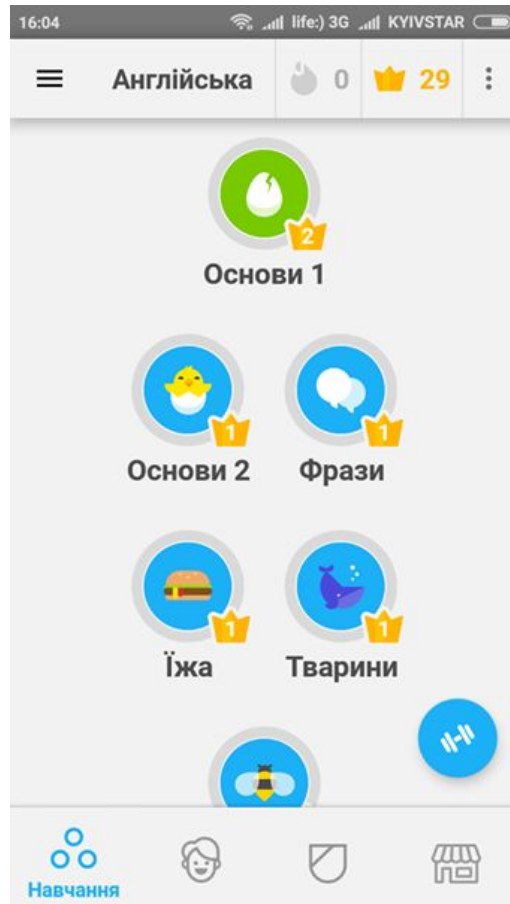 16:04 life:) 3G KYIVSTAR
Англійська 0 29
2
Основи 1
1 1
Основи 2 Фрази
1 1
Їжа Тварини
Навчання